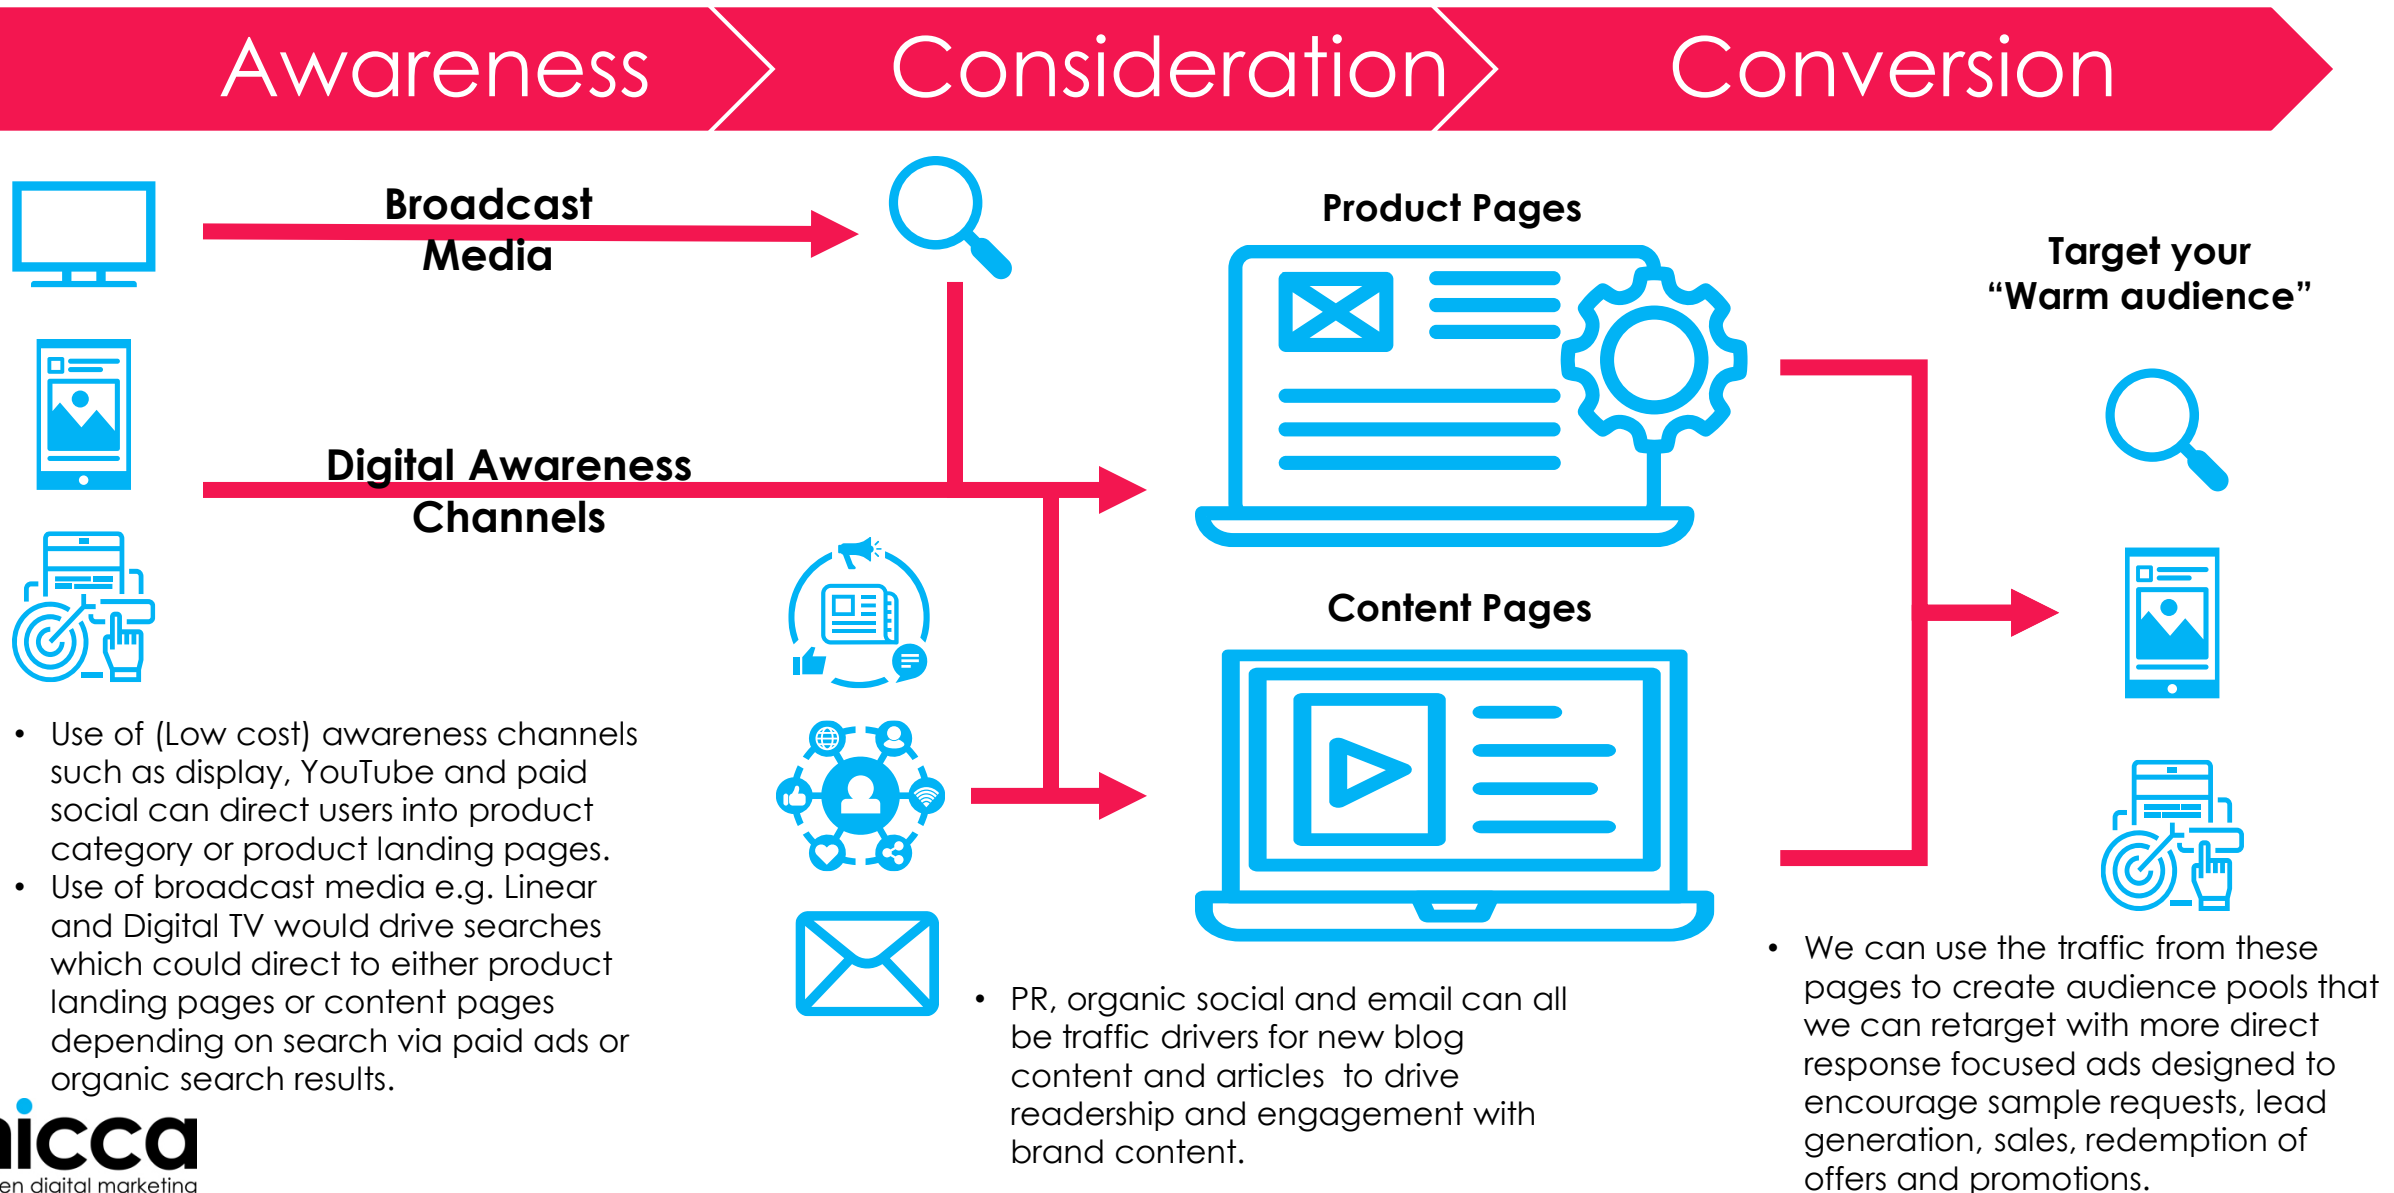 Awareness
Consideration
Conversion
Broadcast
Media
Digital Awareness
Channels
• Use of (Low cost) awareness channels
such as display, YouTube and paid
social can direct users into product
category or product landing pages.
• Use of broadcast media e.g. Linear
and Digital TV would drive searches
which could direct to either product
landing pages or content pages
depending on search via paid ads or
organic search results.
Product Pages
Content Pages
• PR, organic social and email can all
be traffic drivers for new blog
content and articles to drive
readership and engagement with
brand content.
Target your
“Warm audience”
• We can use the traffic from these
pages to create audience pools that
we can retarget with more direct
response focused ads designed to
encourage sample requests, lead
generation, sales, redemption of
offers and promotions.
icca
en digital marketing